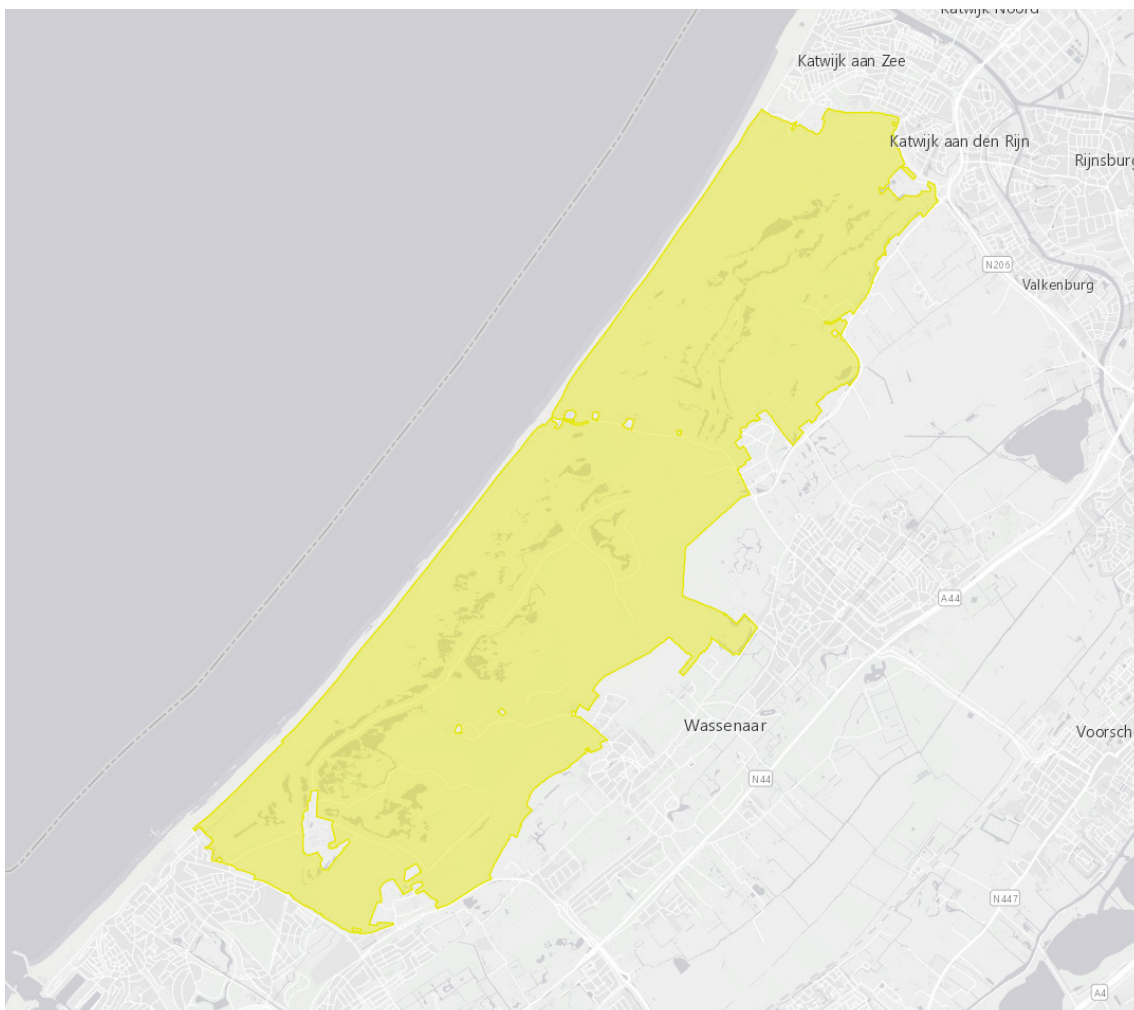 Katwijk Noord
Katwijk aan Zee
Katwijk aan den Rijn
Rijnsburg
N206
Valkenburg
A44
Wassenaar
Voorsch
N44
N447
A4